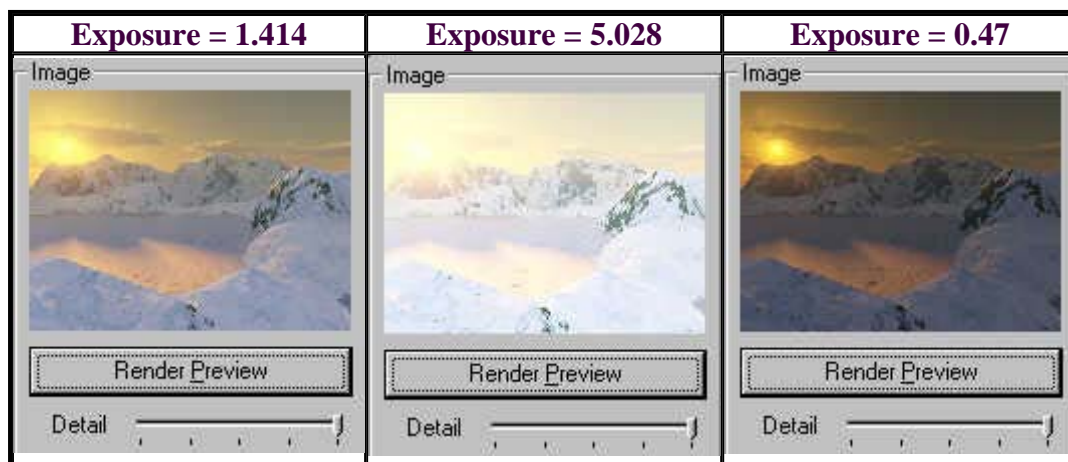 Exposure = 1.414
Exposure = 5.028
Exposure = 0.47
Image
Image
Image
Render Preview
Render Preview
Render Preview
Detail
Detail
Detail